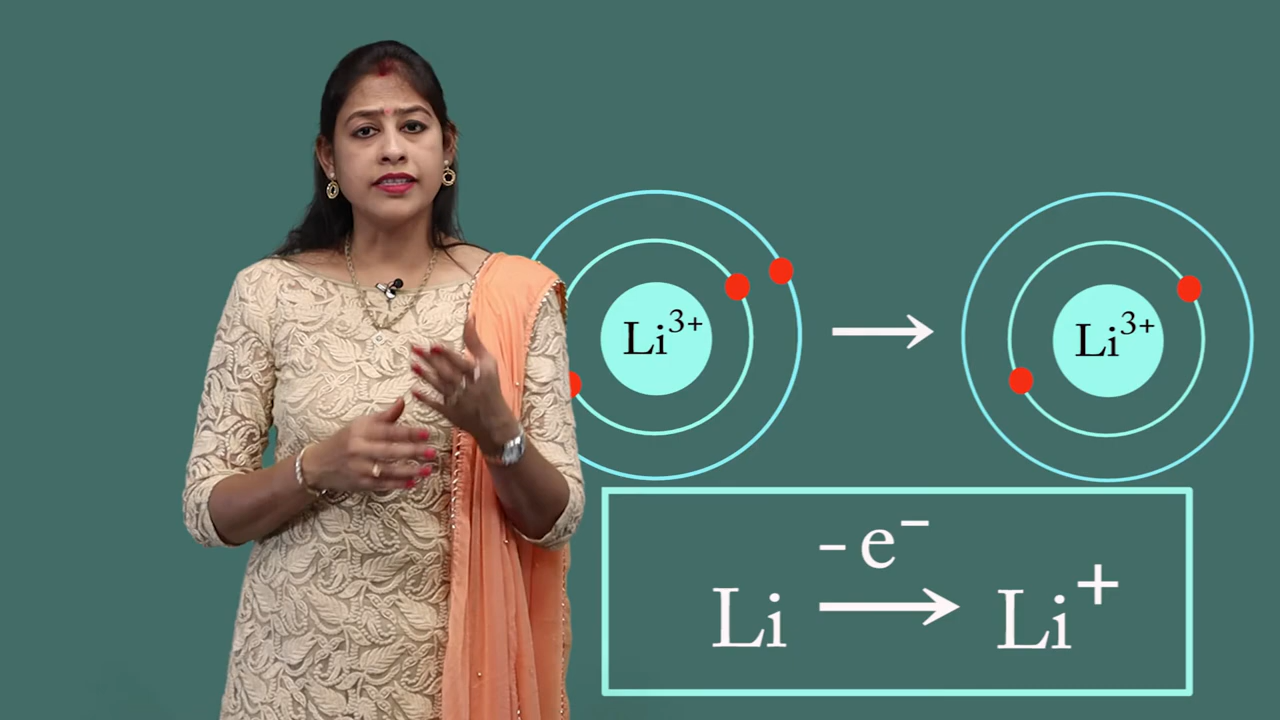 Li³⁺ → Li³⁺
- e⁻
Li → Li⁺